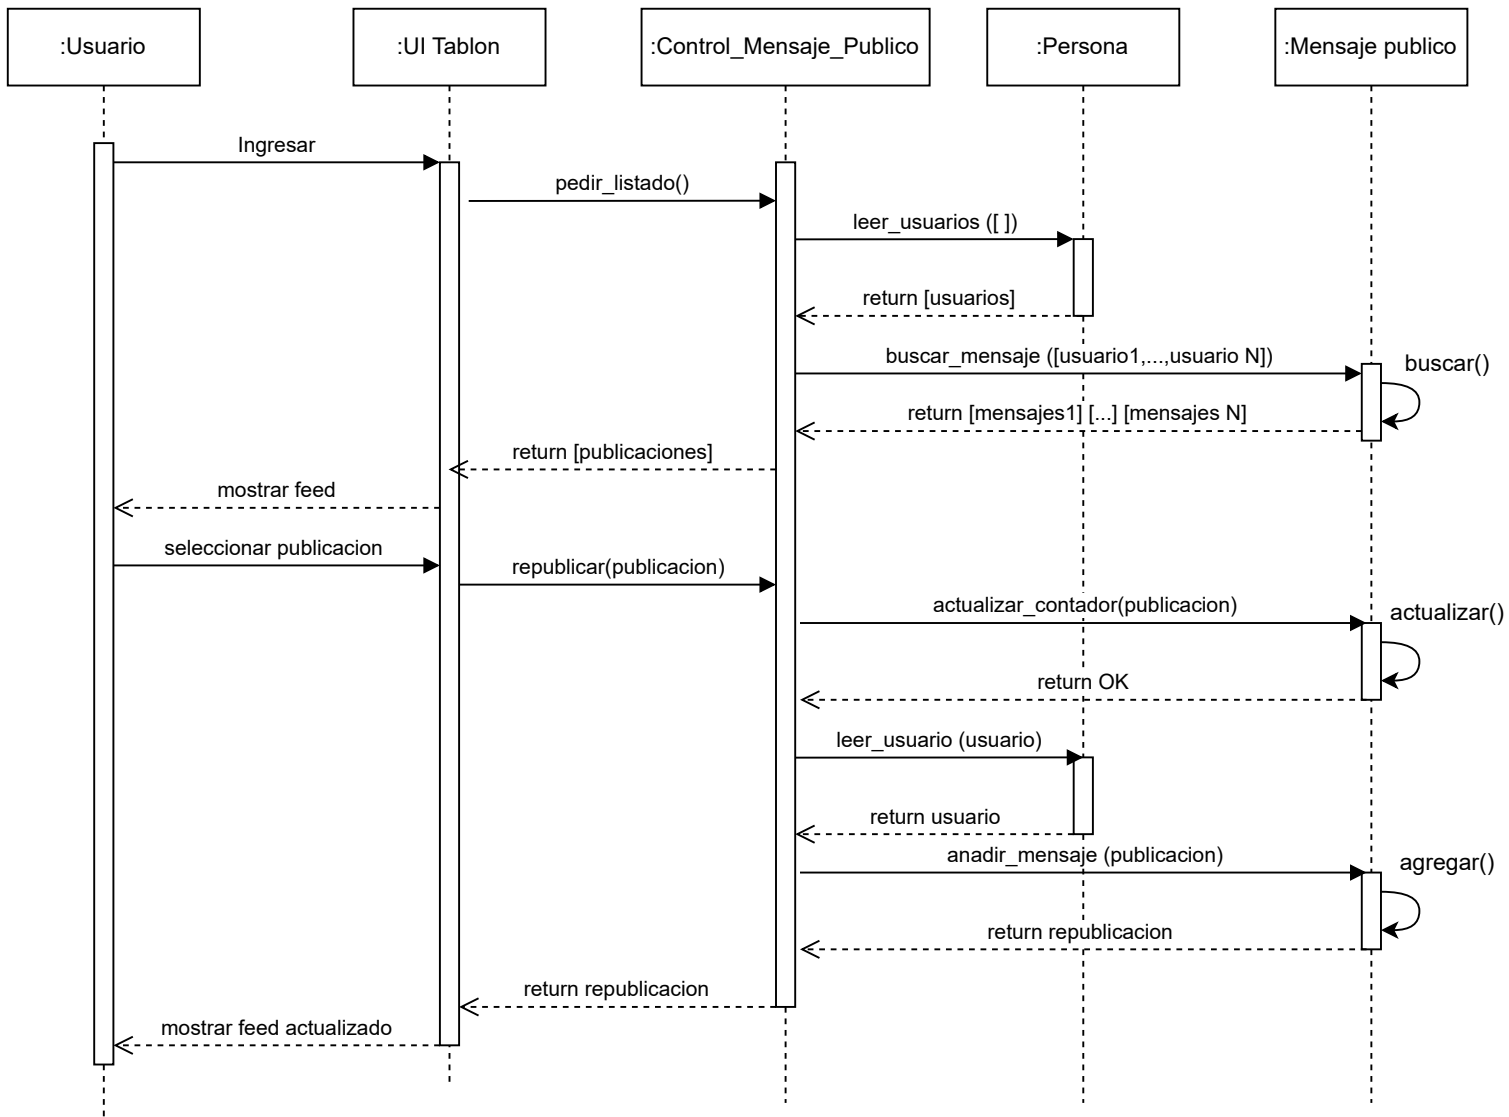 :Usuario
:UI Tablon
:Control_Mensaje_Publico
:Persona
:Mensaje publico
Ingresar
pedir_listado()
leer_usuarios ([ ])
return [usuarios]
buscar_mensaje ([usuario1,...,usuario N])
buscar()
return [mensajes1] [...] [mensajes N]
return [publicaciones]
mostrar feed
seleccionar publicacion
republicar(publicacion)
actualizar_contador(publicacion)
actualizar()
return OK
leer_usuario (usuario)
return usuario
anadir_mensaje (publicacion)
agregar()
return republicacion
return republicacion
mostrar feed actualizado